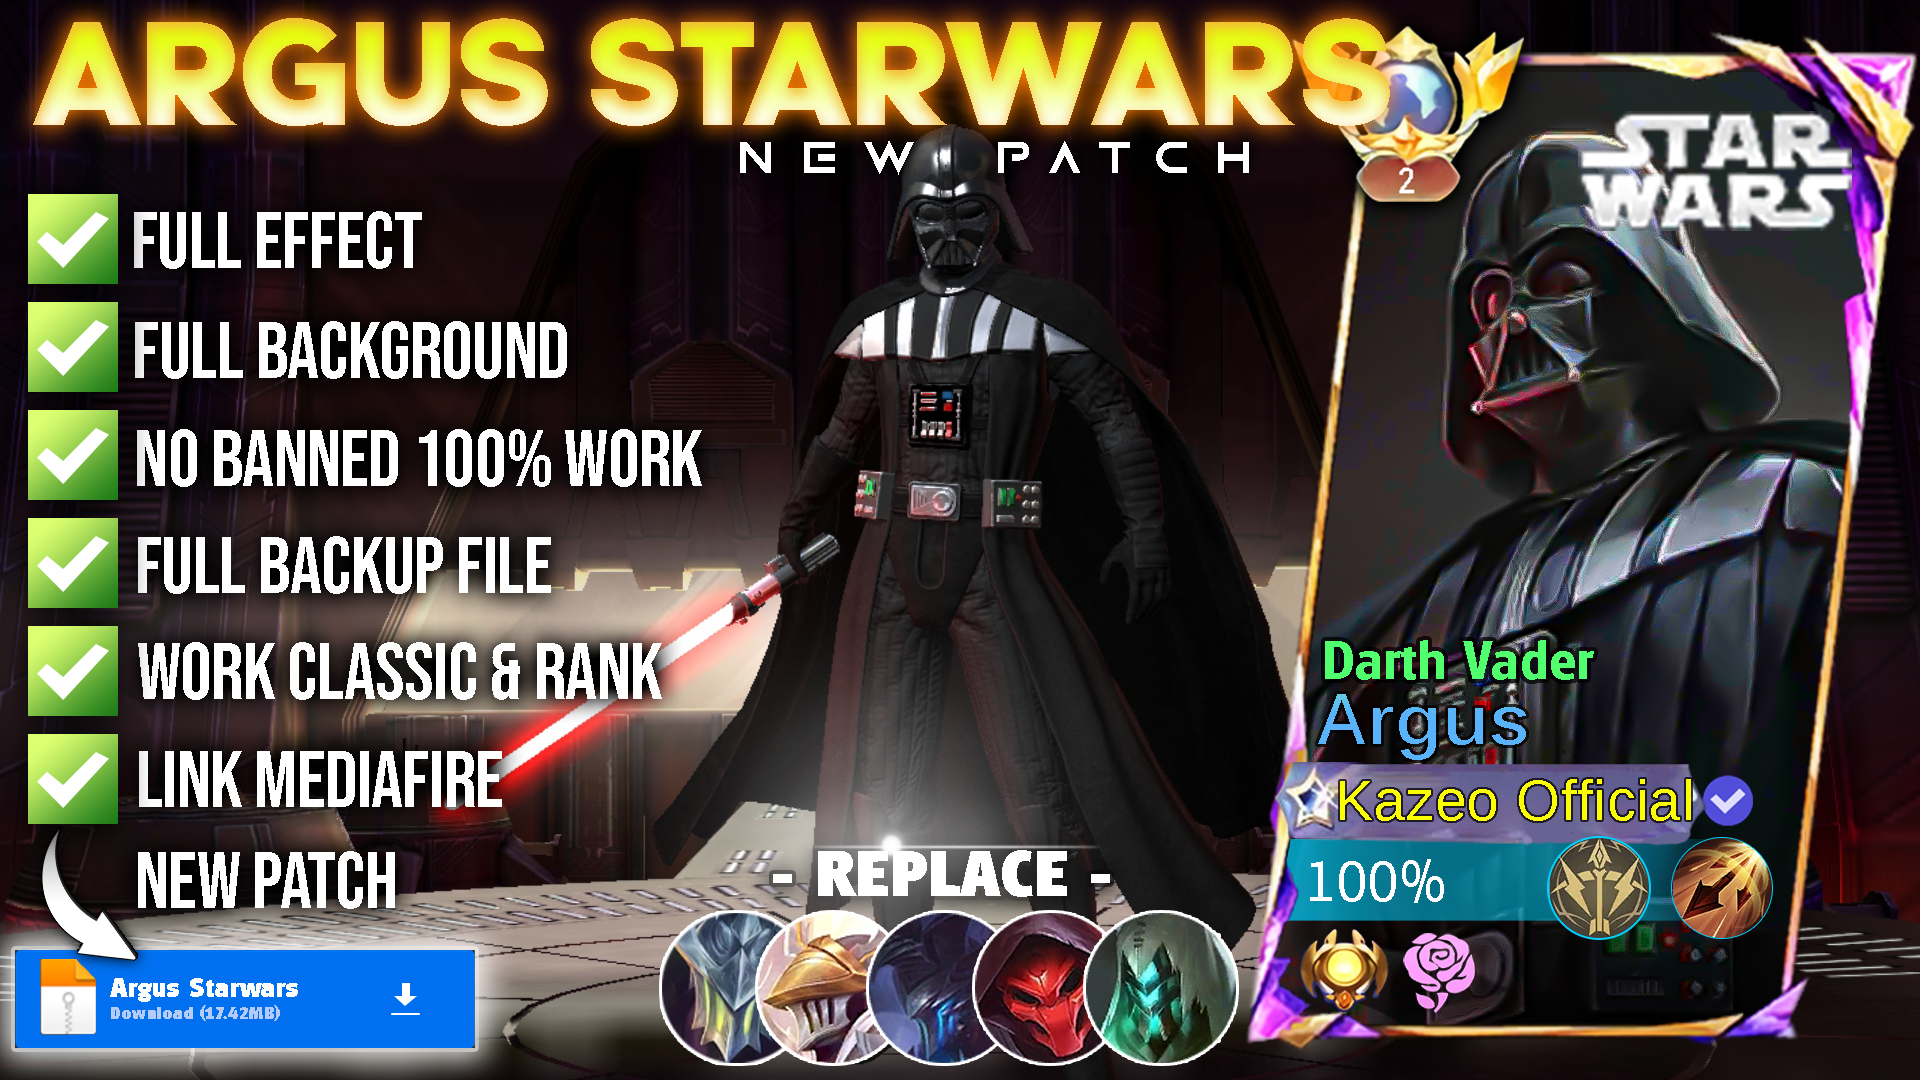 ARGUS STARWARS
NEW PATCH
FULL EFFECT
FULL BACKGROUND
NO BANNED 100% WORK
FULL BACKUP FILE
WORK CLASSIC & RANK
LINK MEDIAFIRE
NEW PATCH
Argus Starwars
Download (17.42MB)
- REPLACE -
2
STAR
WARS
Darth Vader
Argus
Kazeo Official
100%